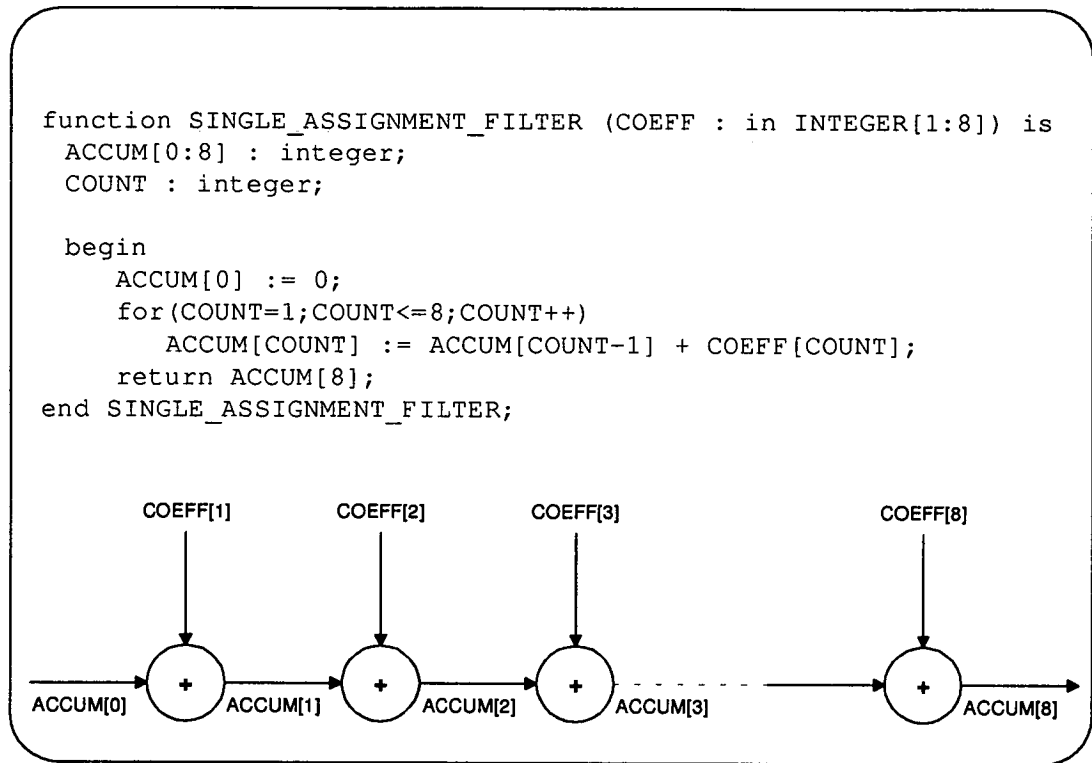 function SINGLE_ASSIGNMENT_FILTER (COEFF : in INTEGER[1:8]) is
ACCUM[0:8] : integer;
COUNT : integer;
begin
ACCUM[0] := 0;
for(COUNT=1;COUNT<=8;COUNT++)
ACCUM[COUNT] := ACCUM[COUNT-1] + COEFF[COUNT];
return ACCUM[8];
end SINGLE_ASSIGNMENT_FILTER;
COEFF[1] COEFF[2] COEFF[3] COEFF[8]
+ + + +
ACCUM[0] ACCUM[1] ACCUM[2] ACCUM[3] ACCUM[8]